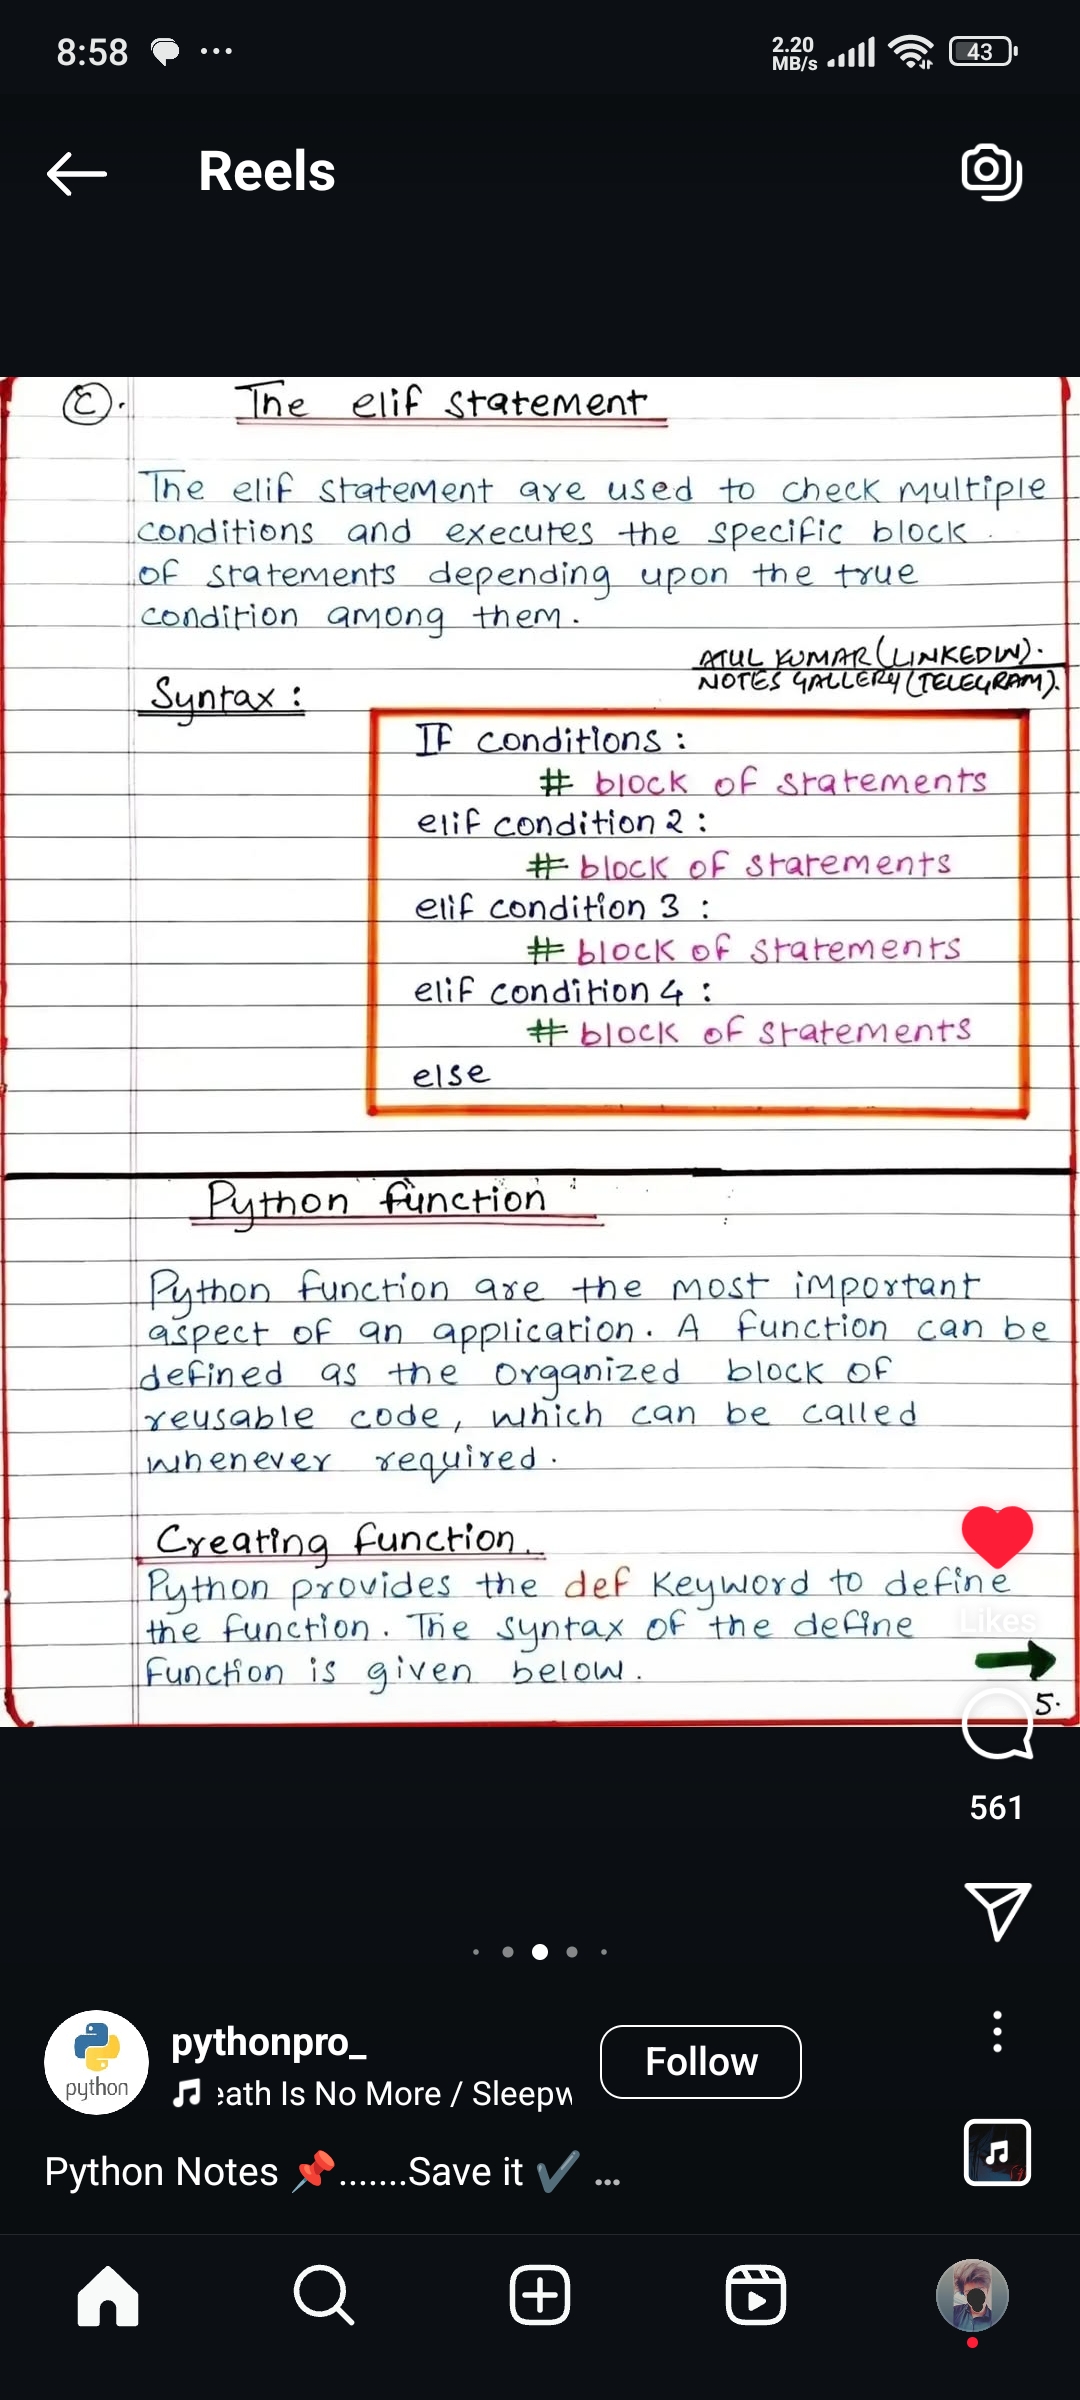 8:58
2.20
MB/s
43
Reels
C.
The elif statement
The elif statement are used to check multiple
conditions and executes the specific block
of statements depending upon the true
condition among them.
ATUL KUMAR (LINKEDIN).
NOTES GALLERY (TELEGRAM).
Syntax :
If conditions :
# block of statements
elif condition 2 :
# block of statements
elif condition 3 :
# block of statements
elif condition 4 :
# block of statements
else
Python function
Python function are the most important
aspect of an application. A function can be
defined as the organized block of
reusable code, which can be called
whenever required.
Creating function.
Python provides the def keyword to define
the function. The syntax of the define
function is given below.
Likes
5.
561
pythonpro_
python
Follow
eath Is No More / Sleepw
Python Notes 📌.......Save it ✔️ ...